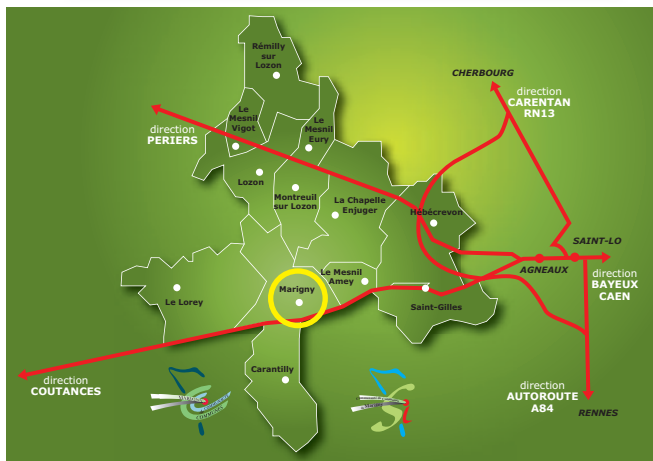 Rémilly
sur
Lozon
CHERBOURG
direction
CARENTAN
RN13
direction
PERIERS
Le
Mesnil
Vigot
Le
Mesnil
Eury
Lozon
Montreuil
sur Lozon
La Chapelle
Enjuger
Hébécrevon
SAINT-LO
AGNEAUX
direction
BAYEUX
CAEN
Le Mesnil
Amey
Marigny
Le Lorey
Saint-Gilles
Carantilly
direction
COUTANCES
direction
AUTOROUTE
A84
RENNES